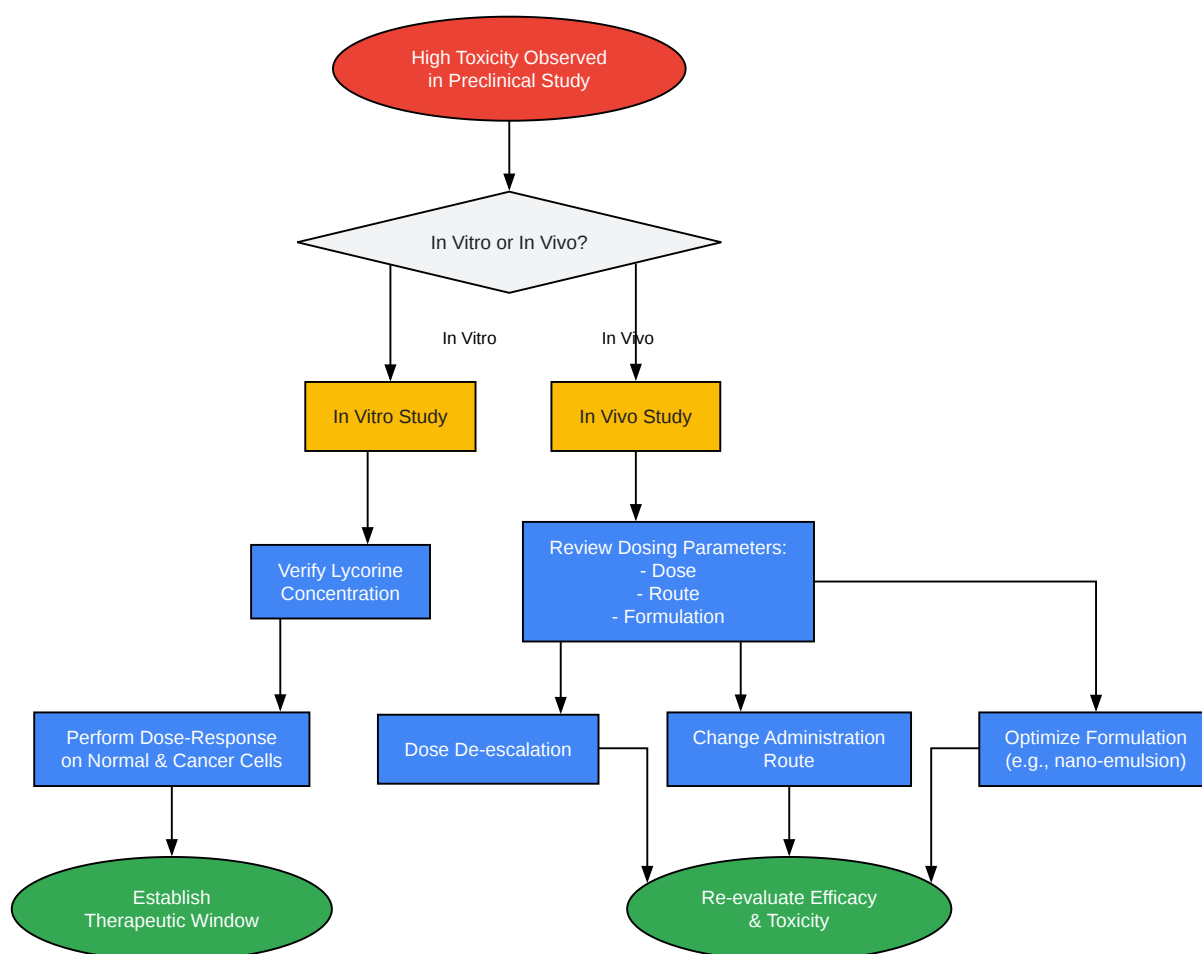 High Toxicity Observed
in Preclinical Study
In Vitro or In Vivo?
In Vitro
In Vivo
In Vitro Study
In Vivo Study
Review Dosing Parameters:
- Dose
- Route
- Formulation
Verify Lycorine
Concentration
Perform Dose-Response
on Normal & Cancer Cells
Dose De-escalation
Change Administration
Route
Optimize Formulation
(e.g., nano-emulsion)
Establish
Therapeutic Window
Re-evaluate Efficacy
& Toxicity